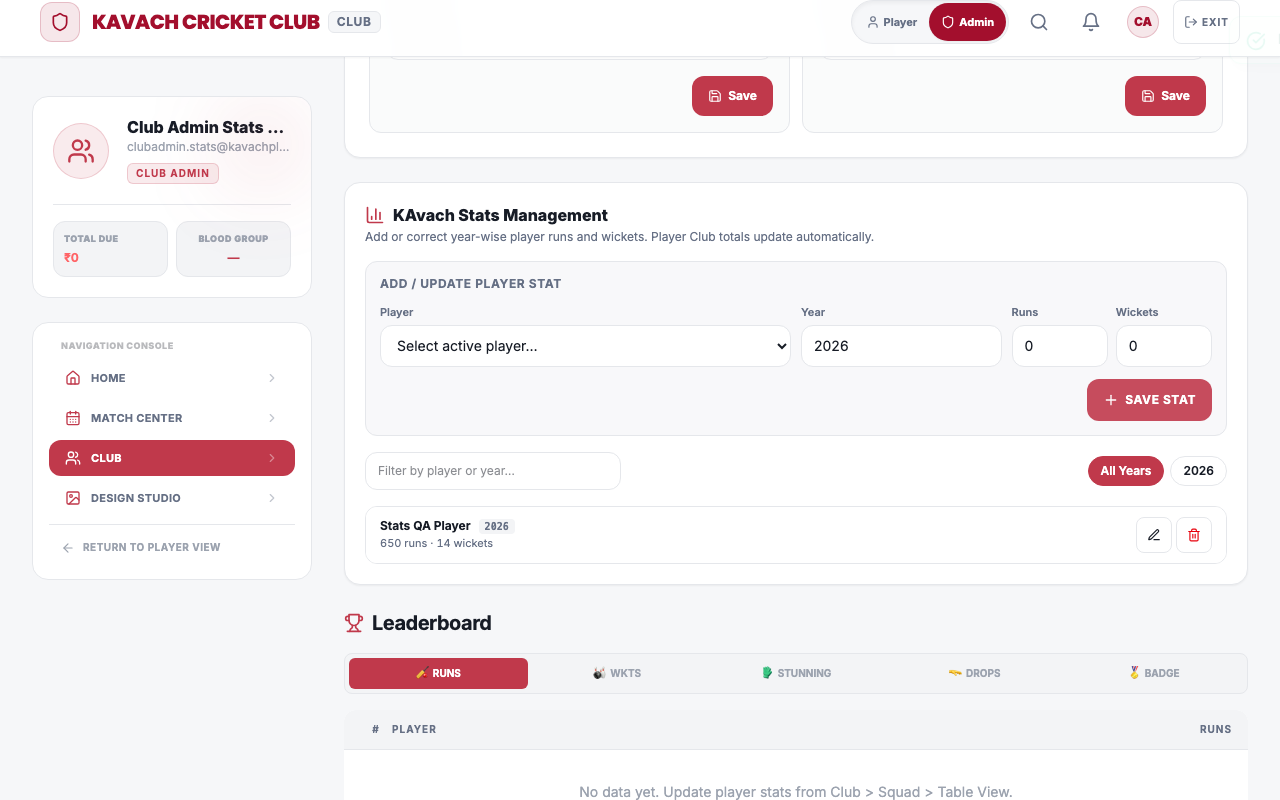 KAVACH CRICKET CLUB
CLUB
Player
Admin
CA
EXIT
Club Admin Stats ...
clubadmin.stats@kavachpl...
CLUB ADMIN
TOTAL DUE
₹0
BLOOD GROUP
—
NAVIGATION CONSOLE
HOME
MATCH CENTER
CLUB
DESIGN STUDIO
RETURN TO PLAYER VIEW
Save
Save
KAvach Stats Management
Add or correct year-wise player runs and wickets. Player Club totals update automatically.
ADD / UPDATE PLAYER STAT
Player
Year
Runs
Wickets
Select active player...
2026
0
0
SAVE STAT
Filter by player or year...
All Years
2026
Stats QA Player 2026
650 runs · 14 wickets
Leaderboard
RUNS
WKTS
STUNNING
DROPS
BADGE
# PLAYER
RUNS
No data yet. Update player stats from Club > Squad > Table View.